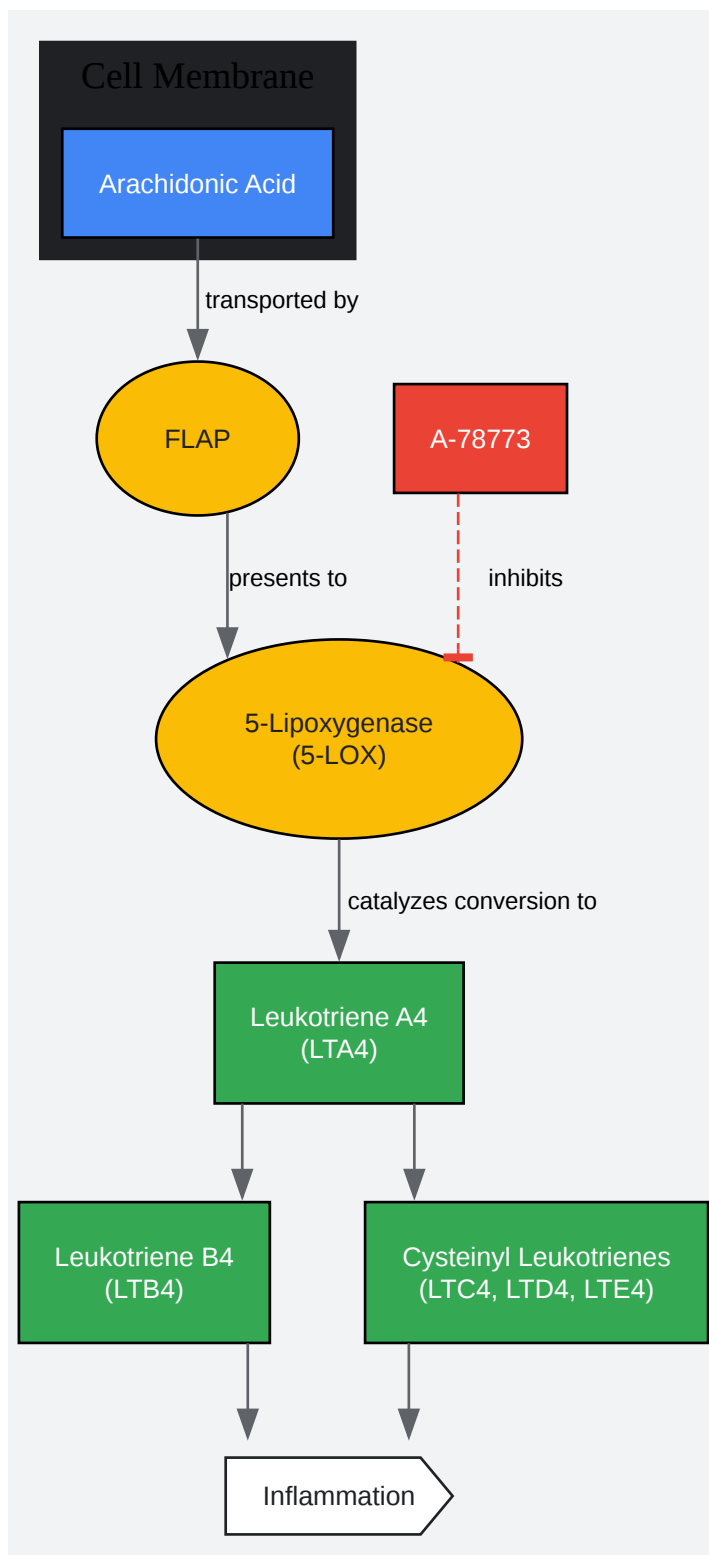 Cell Membrane
Arachidonic Acid
transported by
FLAP
A-78773
presents to
inhibits
5-Lipoxygenase
(5-LOX)
catalyzes conversion to
Leukotriene A4
(LTA4)
Leukotriene B4
(LTB4)
Cysteinyl Leukotrienes
(LTC4, LTD4, LTE4)
Inflammation